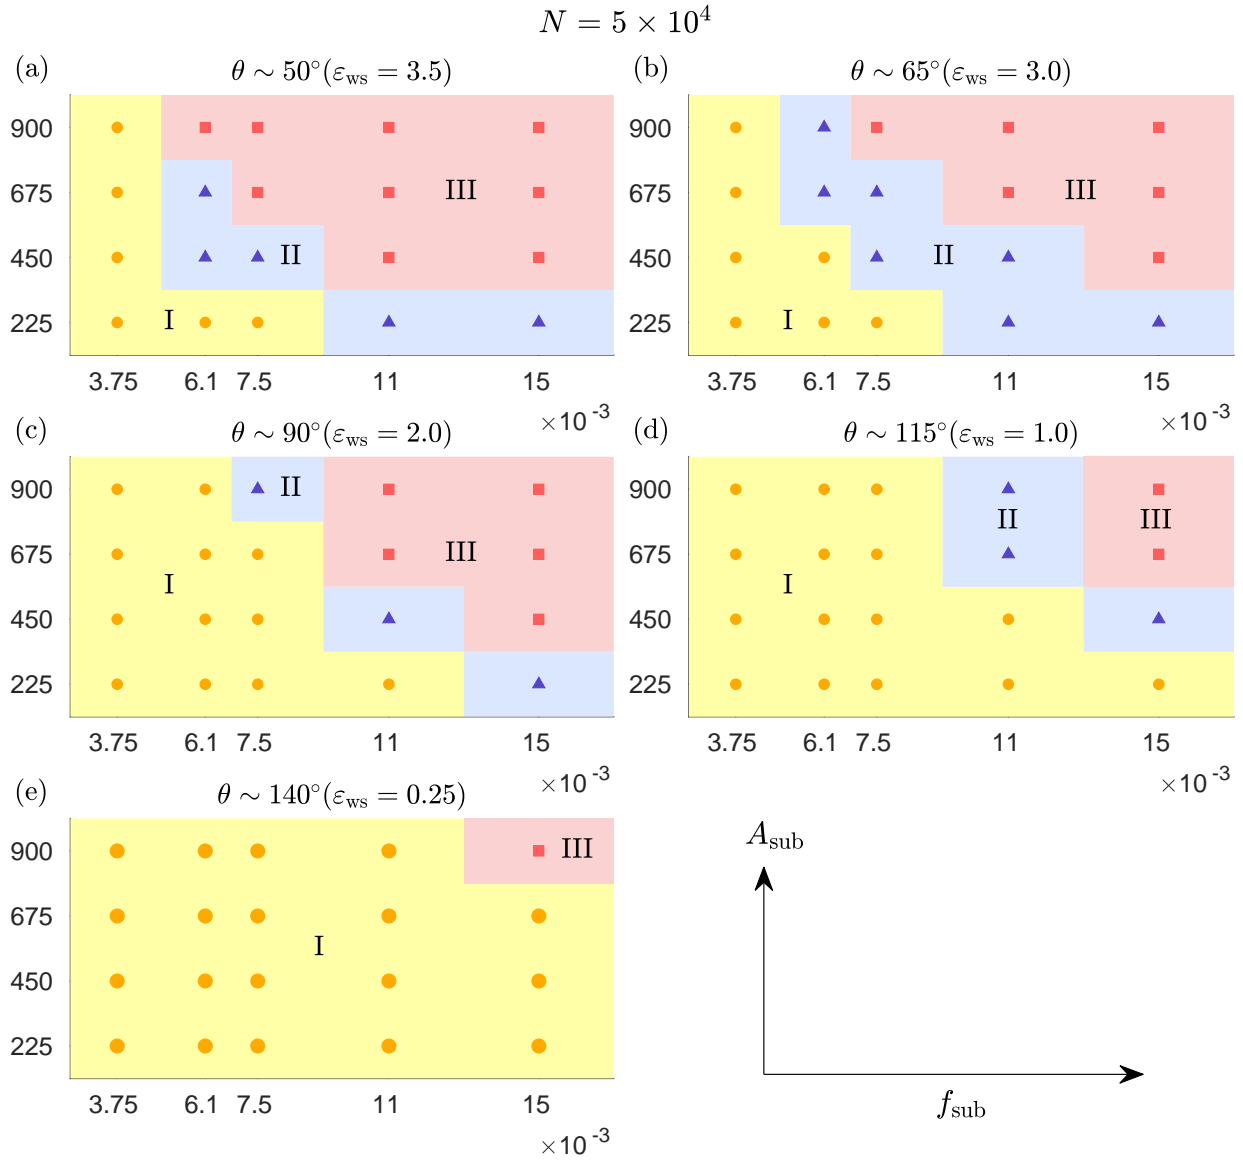 N = 5 × 10⁴
(a)
θ ∼ 50°(ε_ws = 3.5)
900
675
450
225
I
II
III
3.75 6.1 7.5 11 15
×10⁻³
(b)
θ ∼ 65°(ε_ws = 3.0)
900
675
450
225
I
II
III
3.75 6.1 7.5 11 15
×10⁻³
(c)
θ ∼ 90°(ε_ws = 2.0)
900
675
450
225
I
II
III
3.75 6.1 7.5 11 15
×10⁻³
(d)
θ ∼ 115°(ε_ws = 1.0)
900
675
450
225
I
II
III
3.75 6.1 7.5 11 15
×10⁻³
(e)
θ ∼ 140°(ε_ws = 0.25)
900
675
450
225
I
III
3.75 6.1 7.5 11 15
×10⁻³
A_sub
f_sub